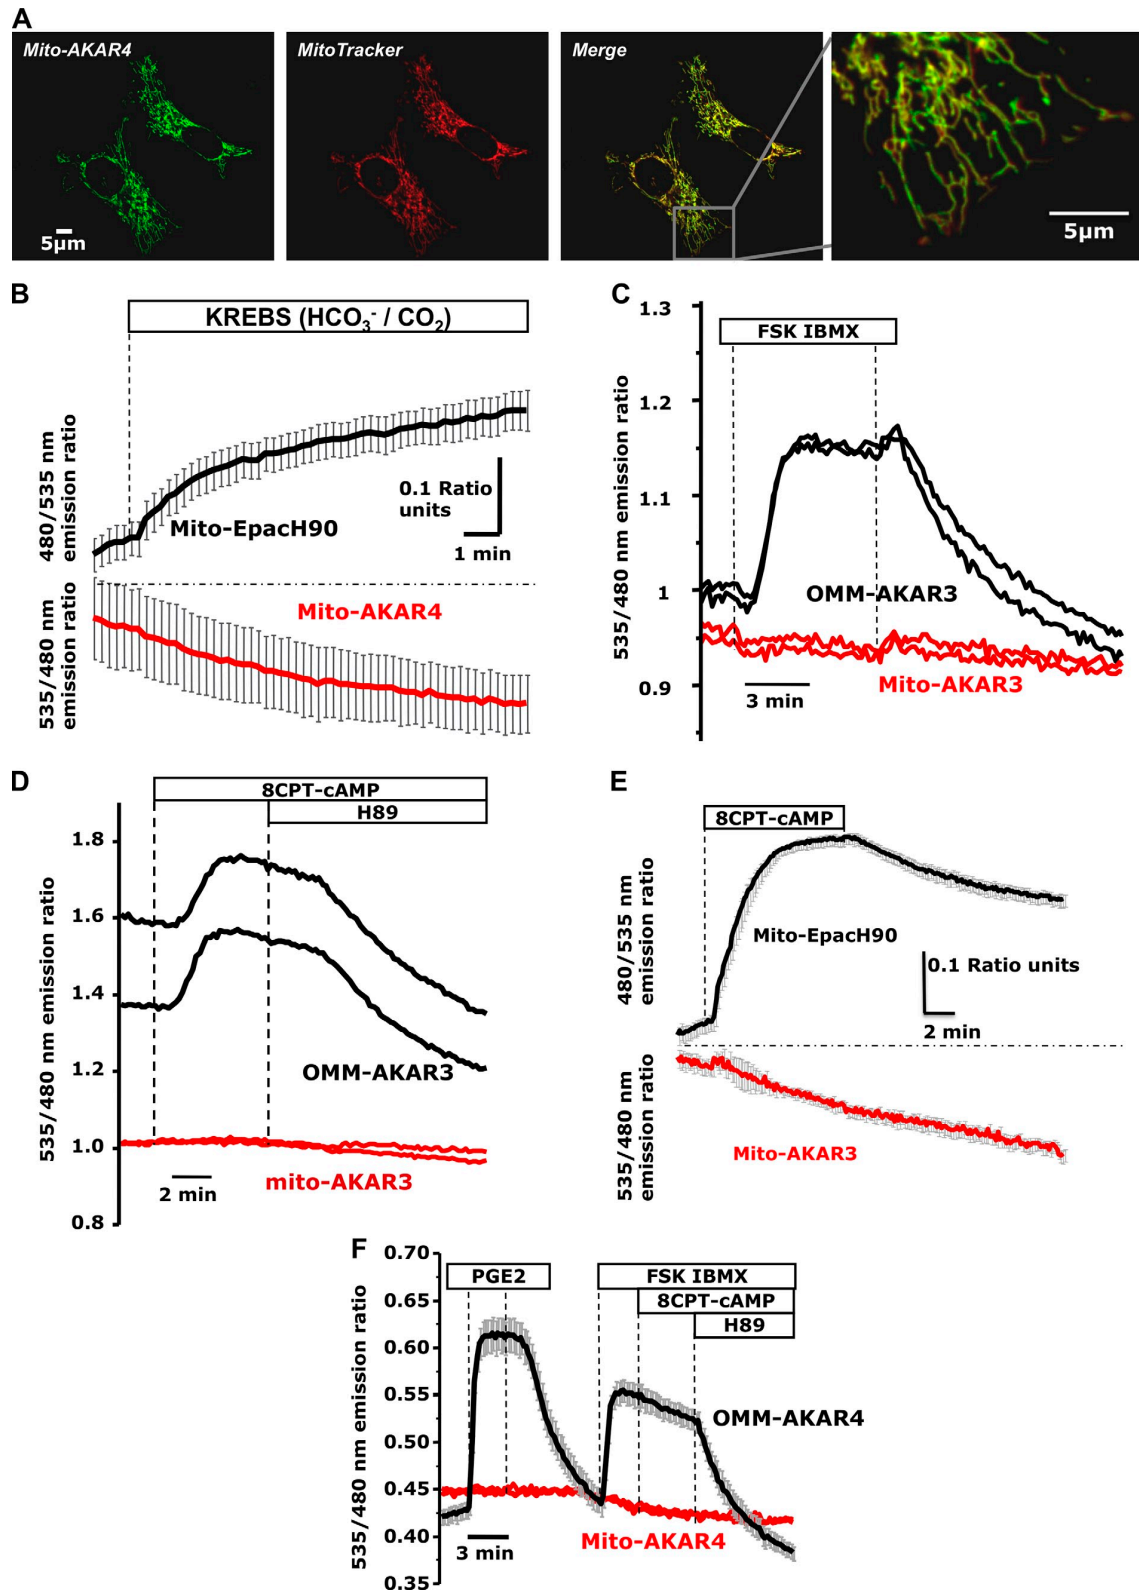 A
Mito-AKAR4
MitoTracker
Merge
5µm
5µm
B
KREBS (HCO3- / CO2)
480/535 nm
emission ratio
Mito-EpacH90
0.1 Ratio
units
1 min
535/480 nm
emission ratio
Mito-AKAR4
C
535/480 nm emission ratio
1.3
1.2
1.1
1
0.9
FSK IBMX
OMM-AKAR3
Mito-AKAR3
3 min
D
535/480 nm emission ratio
1.8
1.6
1.4
1.2
1.0
0.8
8CPT-cAMP
H89
OMM-AKAR3
mito-AKAR3
2 min
E
480/535 nm
emission ratio
8CPT-cAMP
Mito-EpacH90
0.1 Ratio units
2 min
535/480 nm
emission ratio
Mito-AKAR3
F
535/480 nm emission ratio
0.70
0.65
0.60
0.55
0.50
0.45
0.40
0.35
PGE2
FSK IBMX
8CPT-cAMP
H89
OMM-AKAR4
Mito-AKAR4
3 min